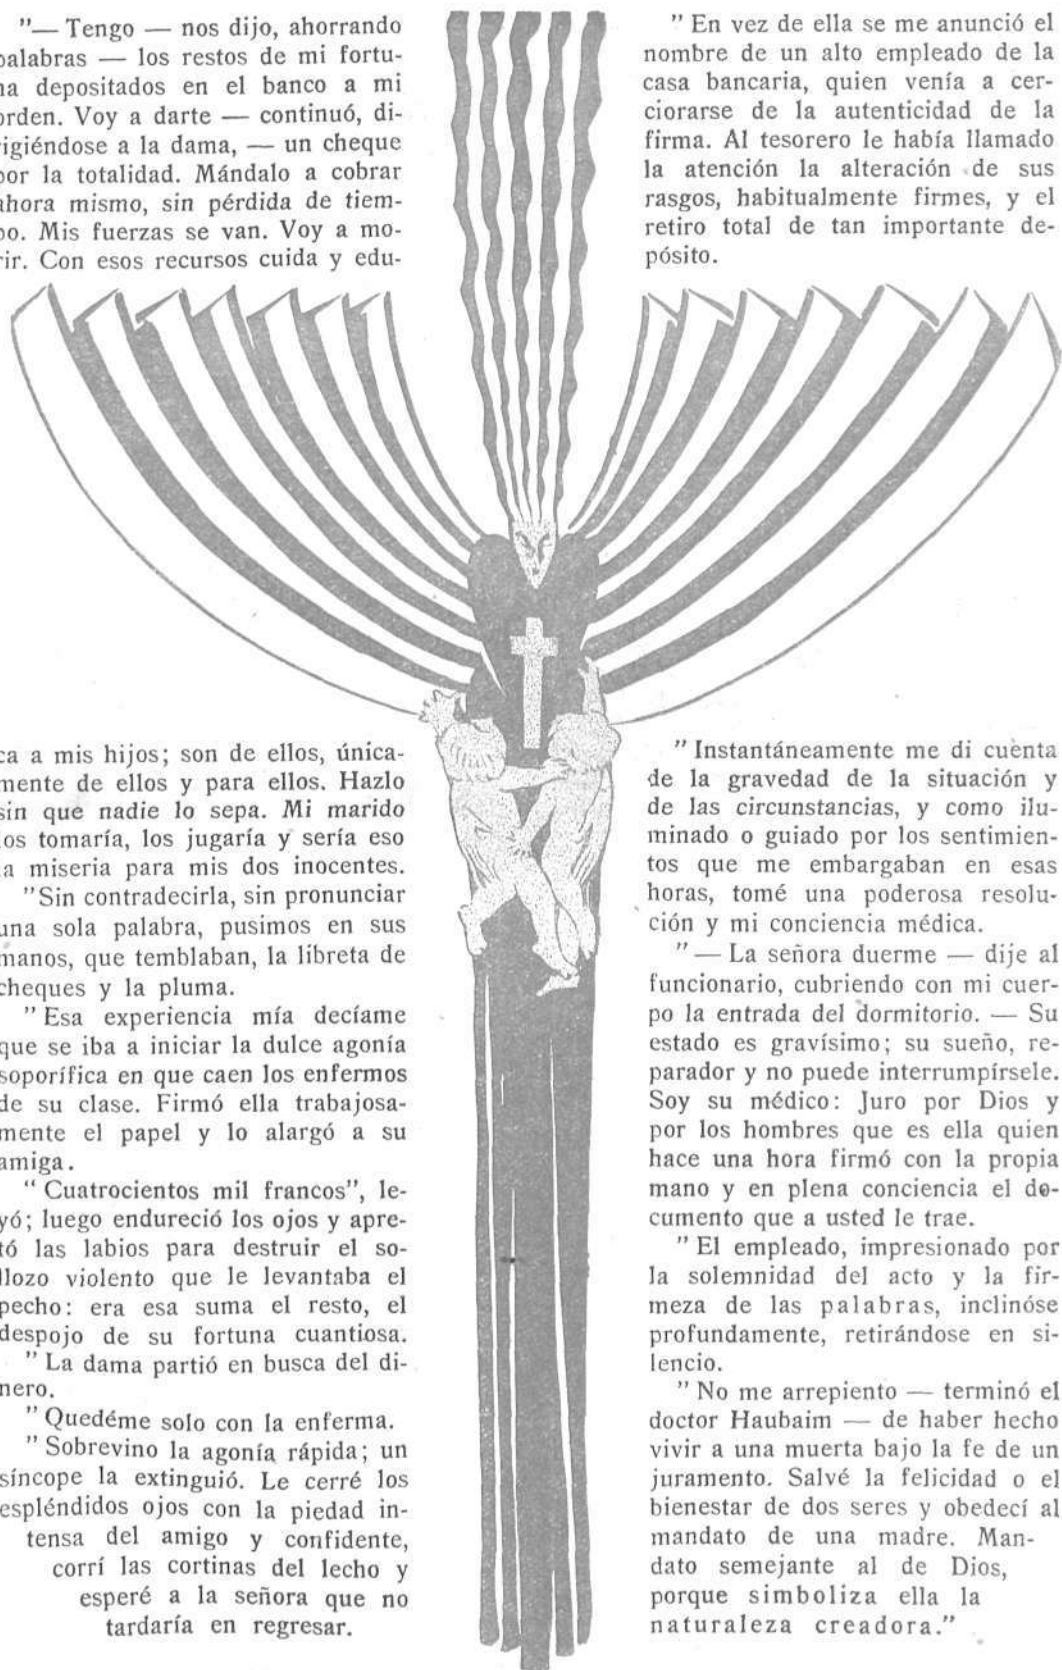 "— Tengo — nos dijo, ahorrando
palabras — los restos de mi fortu-
na depositados en el banco a mi
orden. Voy a darte — continuó, di-
rigiéndose a la dama, — un cheque
por la totalidad. Mándalo a cobrar
ahora mismo, sin pérdida de tiem-
po. Mis fuerzas se van. Voy a mo-
rir. Con esos recursos cuida y edu-
ca a mis hijos; son de ellos, única-
mente de ellos y para ellos. Hazlo
sin que nadie lo sepa. Mi marido
los tomaría, los jugaría y sería eso
la miseria para mis dos inocentes.
"Sin contradecirla, sin pronunciar
una sola palabra, pusimos en sus
manos, que temblaban, la libreta de
cheques y la pluma.
" Esa experiencia mía decíame
que se iba a iniciar la dulce agonía
soporífica en que caen los enfermos
de su clase. Firmó ella trabajosa-
mente el papel y lo alargó a su
amiga.
" Cuatrocientos mil francos", le-
yó; luego endureció los ojos y apre-
tó las labios para destruir el so-
llozo violento que le levantaba el
pecho: era esa suma el resto, el
despojo de su fortuna cuantiosa.
" La dama partió en busca del di-
nero.
" Quedéme solo con la enferma.
" Sobrevino la agonía rápida; un
síncope la extinguió. Le cerré los
espléndidos ojos con la piedad in-
tensa del amigo y confidente,
corrí las cortinas del lecho y
esperé a la señora que no
tardaría en regresar.
" En vez de ella se me anunció el
nombre de un alto empleado de la
casa bancaria, quien venía a cer-
ciorarse de la autenticidad de la
firma. Al tesorero le había llamado
la atención la alteración de sus
rasgos, habitualmente firmes, y el
retiro total de tan importante de-
pósito.
" Instantáneamente me di cuenta
de la gravedad de la situación y
de las circunstancias, y como ilu-
minado o guiado por los sentimien-
tos que me embargaban en esas
horas, tomé una poderosa resolu-
ción y mi conciencia médica.
" — La señora duerme — dije al
funcionario, cubriendo con mi cuer-
po la entrada del dormitorio. — Su
estado es gravísimo; su sueño, re-
parador y no puede interrumpírsele.
Soy su médico: Juro por Dios y
por los hombres que es ella quien
hace una hora firmó con la propia
mano y en plena conciencia el do-
cumento que a usted le trae.
" El empleado, impresionado por
la solemnidad del acto y la fir-
meza de las palabras, inclinóse
profundamente, retirándose en si-
lencio.
" No me arrepiento — terminó el
doctor Haubaim — de haber hecho
vivir a una muerta bajo la fe de un
juramento. Salvé la felicidad o el
bienestar de dos seres y obedecí al
mandato de una madre. Man-
dato semejante al de Dios,
porque simboliza ella la
naturaleza creadora."